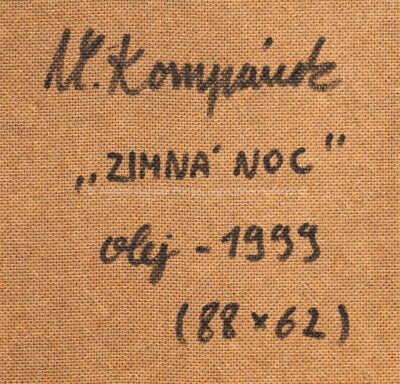 M. Kompánek
„ZIMNÁ NOC"
olej - 1999
(88 × 62)